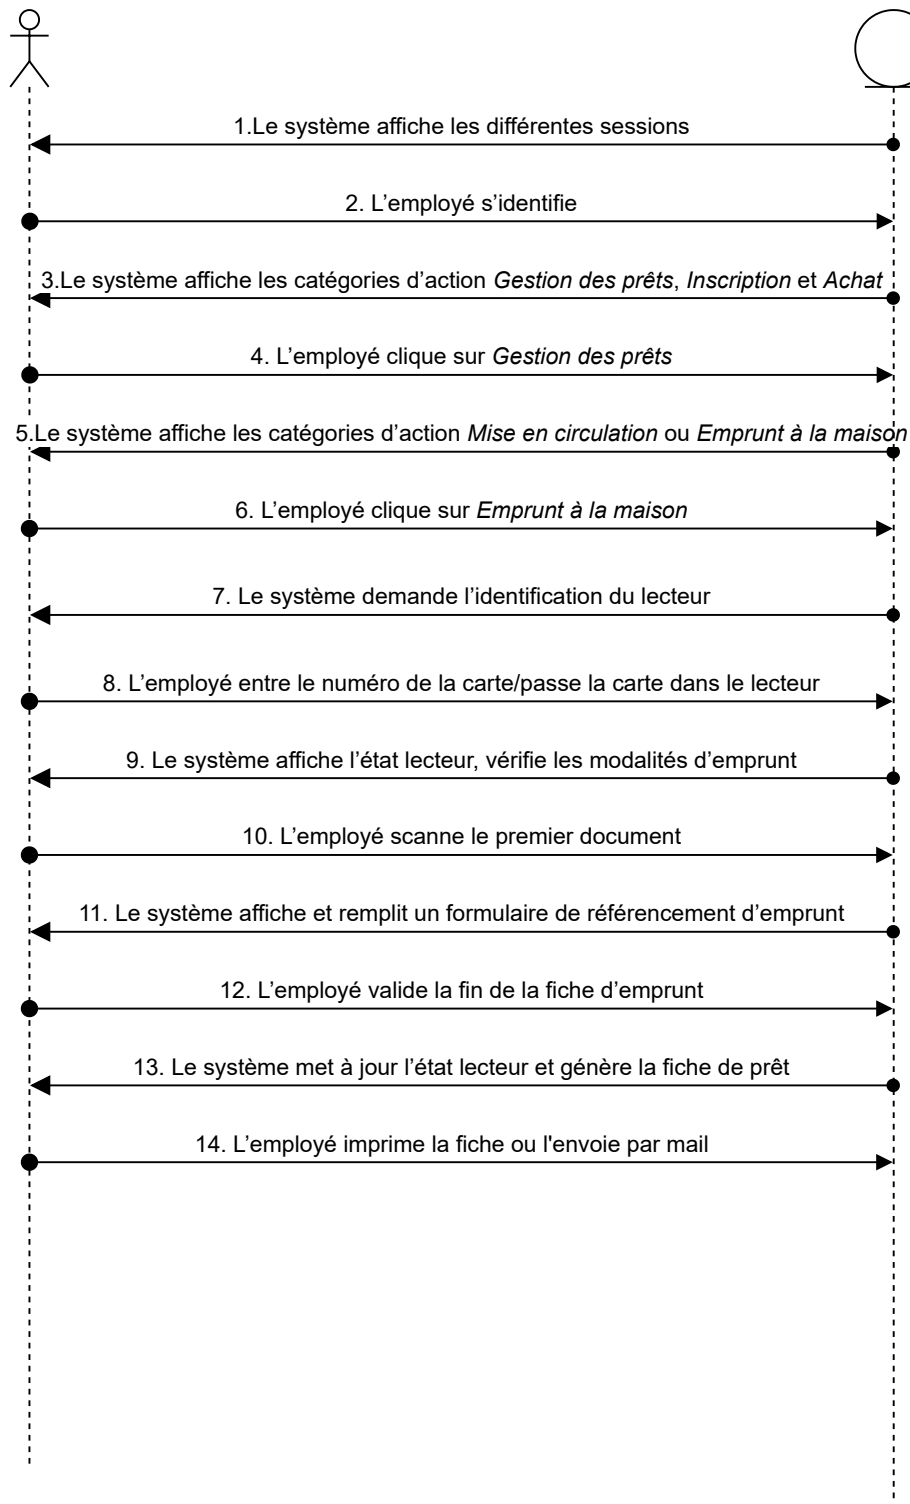 1.Le système affiche les différentes sessions
2. L’employé s’identifie
3.Le système affiche les catégories d’action Gestion des prêts, Inscription et Achat
4. L’employé clique sur Gestion des prêts
5.Le système affiche les catégories d’action Mise en circulation ou Emprunt à la maison
6. L’employé clique sur Emprunt à la maison
7. Le système demande l’identification du lecteur
8. L’employé entre le numéro de la carte/passe la carte dans le lecteur
9. Le système affiche l’état lecteur, vérifie les modalités d’emprunt
10. L’employé scanne le premier document
11. Le système affiche et remplit un formulaire de référencement d’emprunt
12. L’employé valide la fin de la fiche d’emprunt
13. Le système met à jour l’état lecteur et génère la fiche de prêt
14. L’employé imprime la fiche ou l'envoie par mail